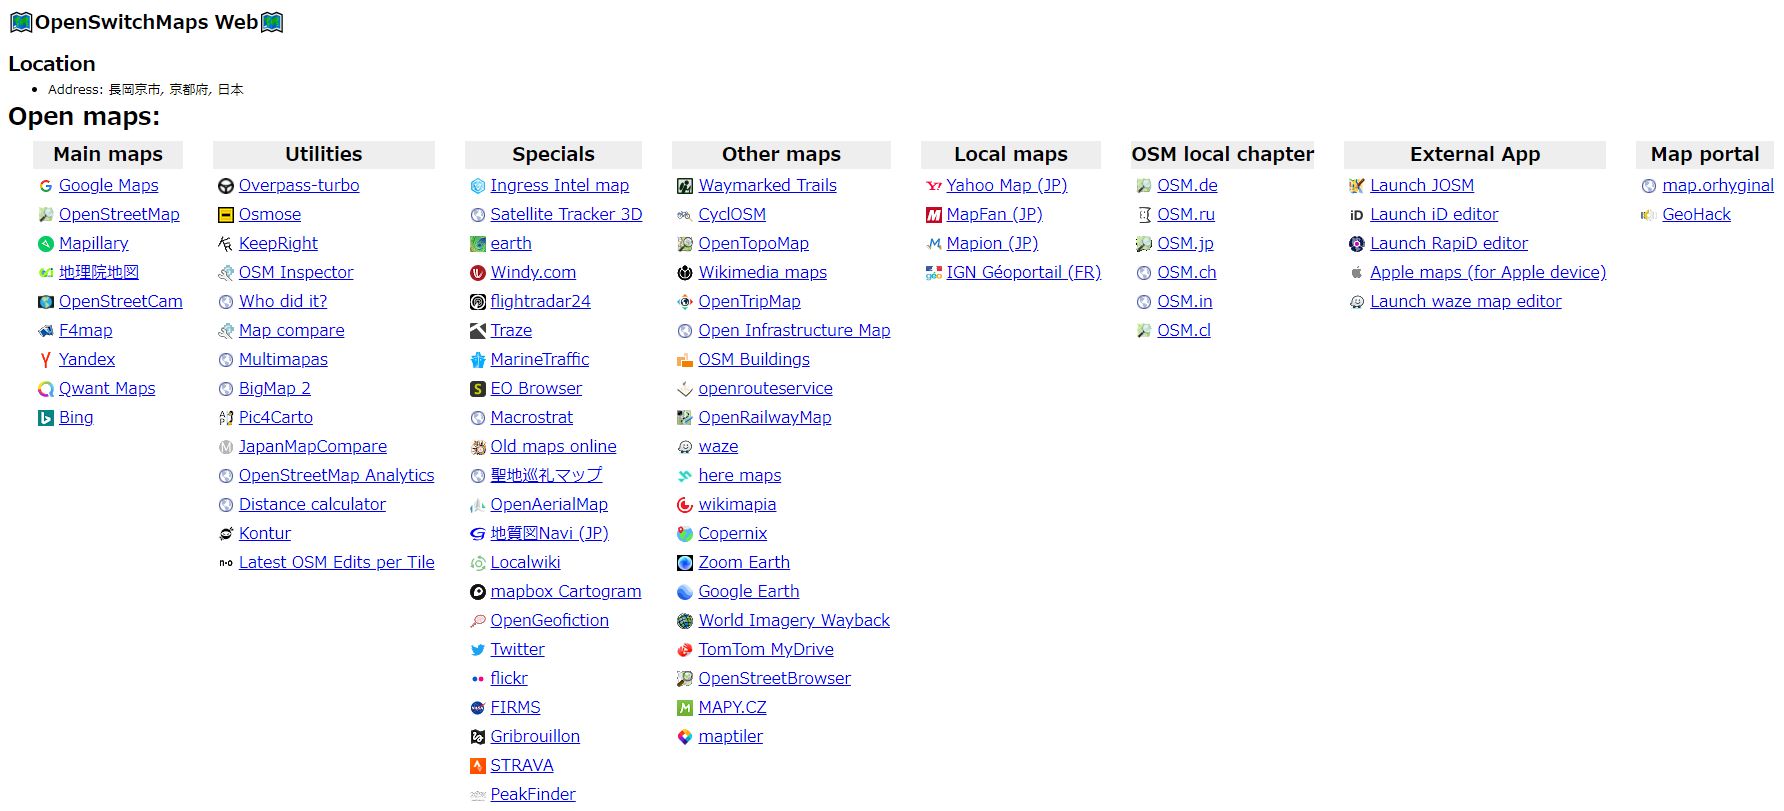 OpenSwitchMaps Web
Location
Address: 長岡京市, 京都府, 日本
Open maps:
Main maps
Google Maps
OpenStreetMap
Mapillary
地理院地図
OpenStreetCam
F4map
Yandex
Qwant Maps
Bing
Utilities
Overpass-turbo
Osmose
KeepRight
OSM Inspector
Who did it?
Map compare
Multimapas
BigMap 2
Pic4Carto
JapanMapCompare
OpenStreetMap Analytics
Distance calculator
Kontur
Latest OSM Edits per Tile
Specials
Ingress Intel map
Satellite Tracker 3D
earth
Windy.com
flightradar24
Traze
MarineTraffic
EO Browser
Macrostrat
Old maps online
聖地巡礼マップ
OpenAerialMap
地質図Navi (JP)
Localwiki
mapbox Cartogram
OpenGeofiction
Twitter
flickr
FIRMS
Gribrouillon
STRAVA
PeakFinder
Other maps
Waymarked Trails
CyclOSM
OpenTopoMap
Wikimedia maps
OpenTripMap
Open Infrastructure Map
OSM Buildings
openrouteservice
OpenRailwayMap
waze
here maps
wikimapia
Copernix
Zoom Earth
Google Earth
World Imagery Wayback
TomTom MyDrive
OpenStreetBrowser
MAPY.CZ
maptiler
Local maps
Yahoo Map (JP)
MapFan (JP)
Mapion (JP)
IGN Géoportail (FR)
OSM local chapter
OSM.de
OSM.ru
OSM.jp
OSM.ch
OSM.in
OSM.cl
External App
Launch JOSM
Launch iD editor
Launch RapiD editor
Apple maps (for Apple device)
Launch waze map editor
Map portal
map.orhyginal
GeoHack